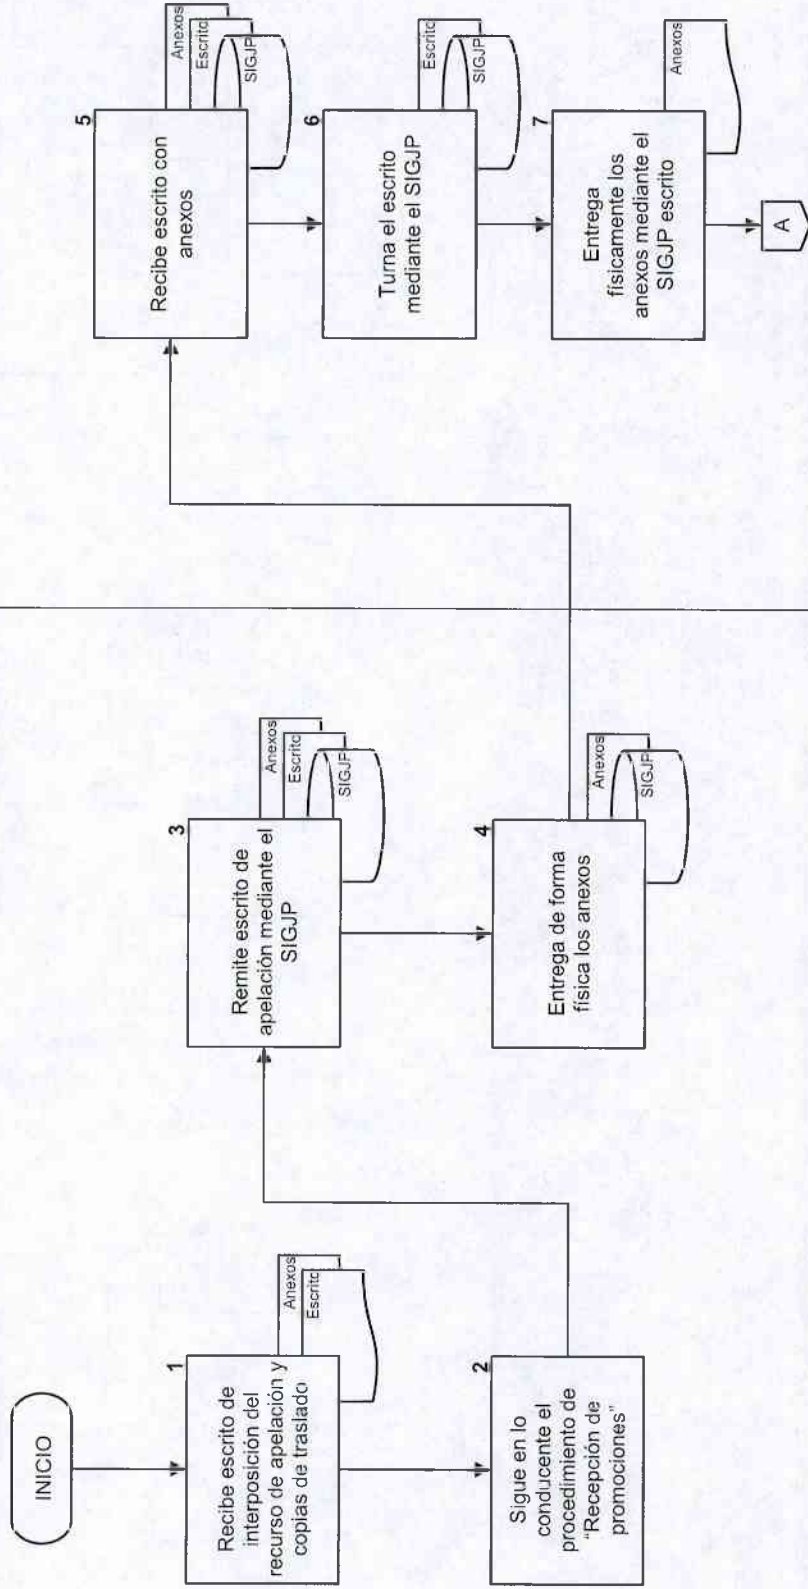 INICIO
1
Recibe escrito de
interposición del
recurso de apelación y
copias de traslado
Anexos
Escrito
2
Sigue en lo
conducente el
procedimiento de
"Recepción de
promociones"
3
Remite escrito de
apelación mediante el
SIGJP
Anexos
Escrito
SIGJP
4
Entrega de forma
física los anexos
Anexos
SIGJP
5
Recibe escrito con
anexos
Anexos
Escrito
SIGJP
6
Turna el escrito
mediante el SIGJP
Escrito
SIGJP
7
Entrega
físicamente los
anexos mediante el
SIGJP escrito
Anexos
A